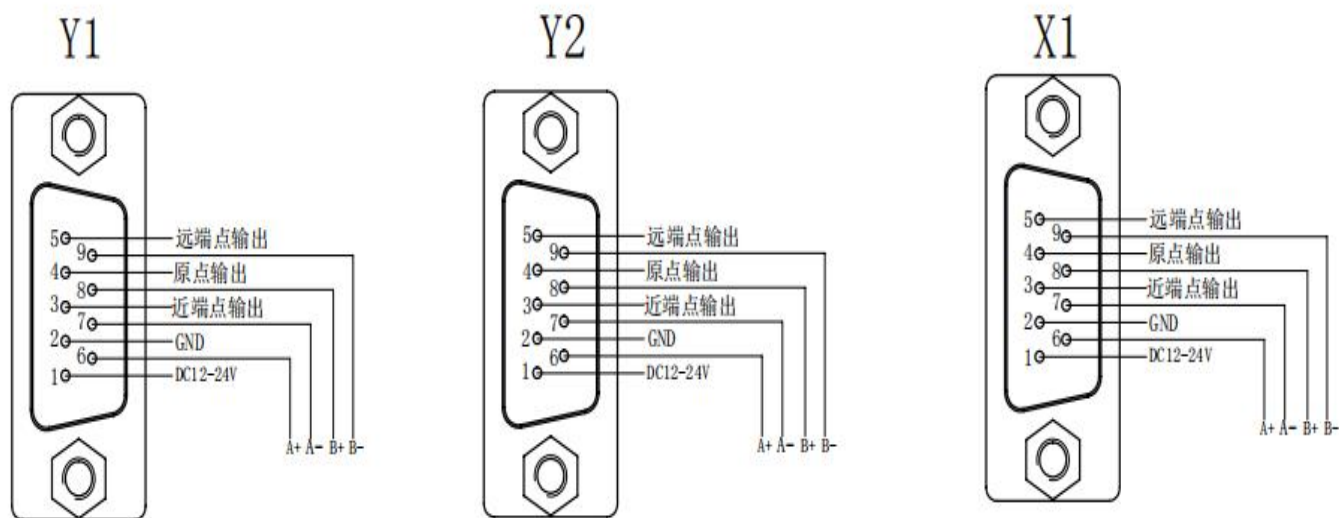 Y1
5 远端点输出
9
4 原点输出
8
3 近端点输出
7
2 GND
6
1 DC12-24V
A+ A- B+ B-
Y2
5 远端点输出
9
4 原点输出
8
3 近端点输出
7
2 GND
6
1 DC12-24V
A+ A- B+ B-
X1
5 远端点输出
9
4 原点输出
8
3 近端点输出
7
2 GND
6
1 DC12-24V
A+ A- B+ B-